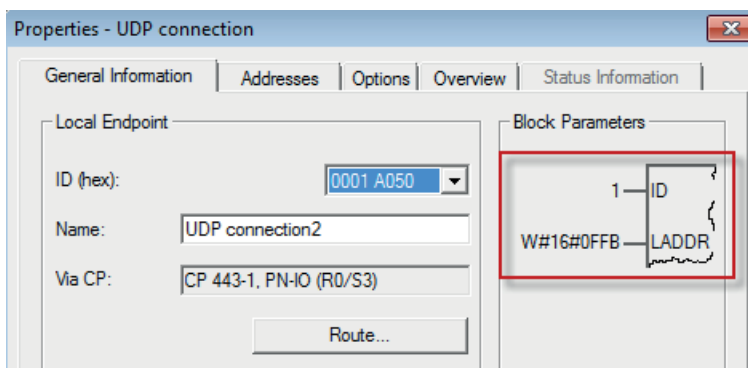 Properties - UDP connection
General Information
Addresses
Options
Overview
Status Information
Local Endpoint
Block Parameters
ID (hex):
0001 A050
1
ID
Name:
UDP connection2
W#16#0FFB
LADDR
Via CP:
CP 443-1, PN-IO (R0/S3)
Route...